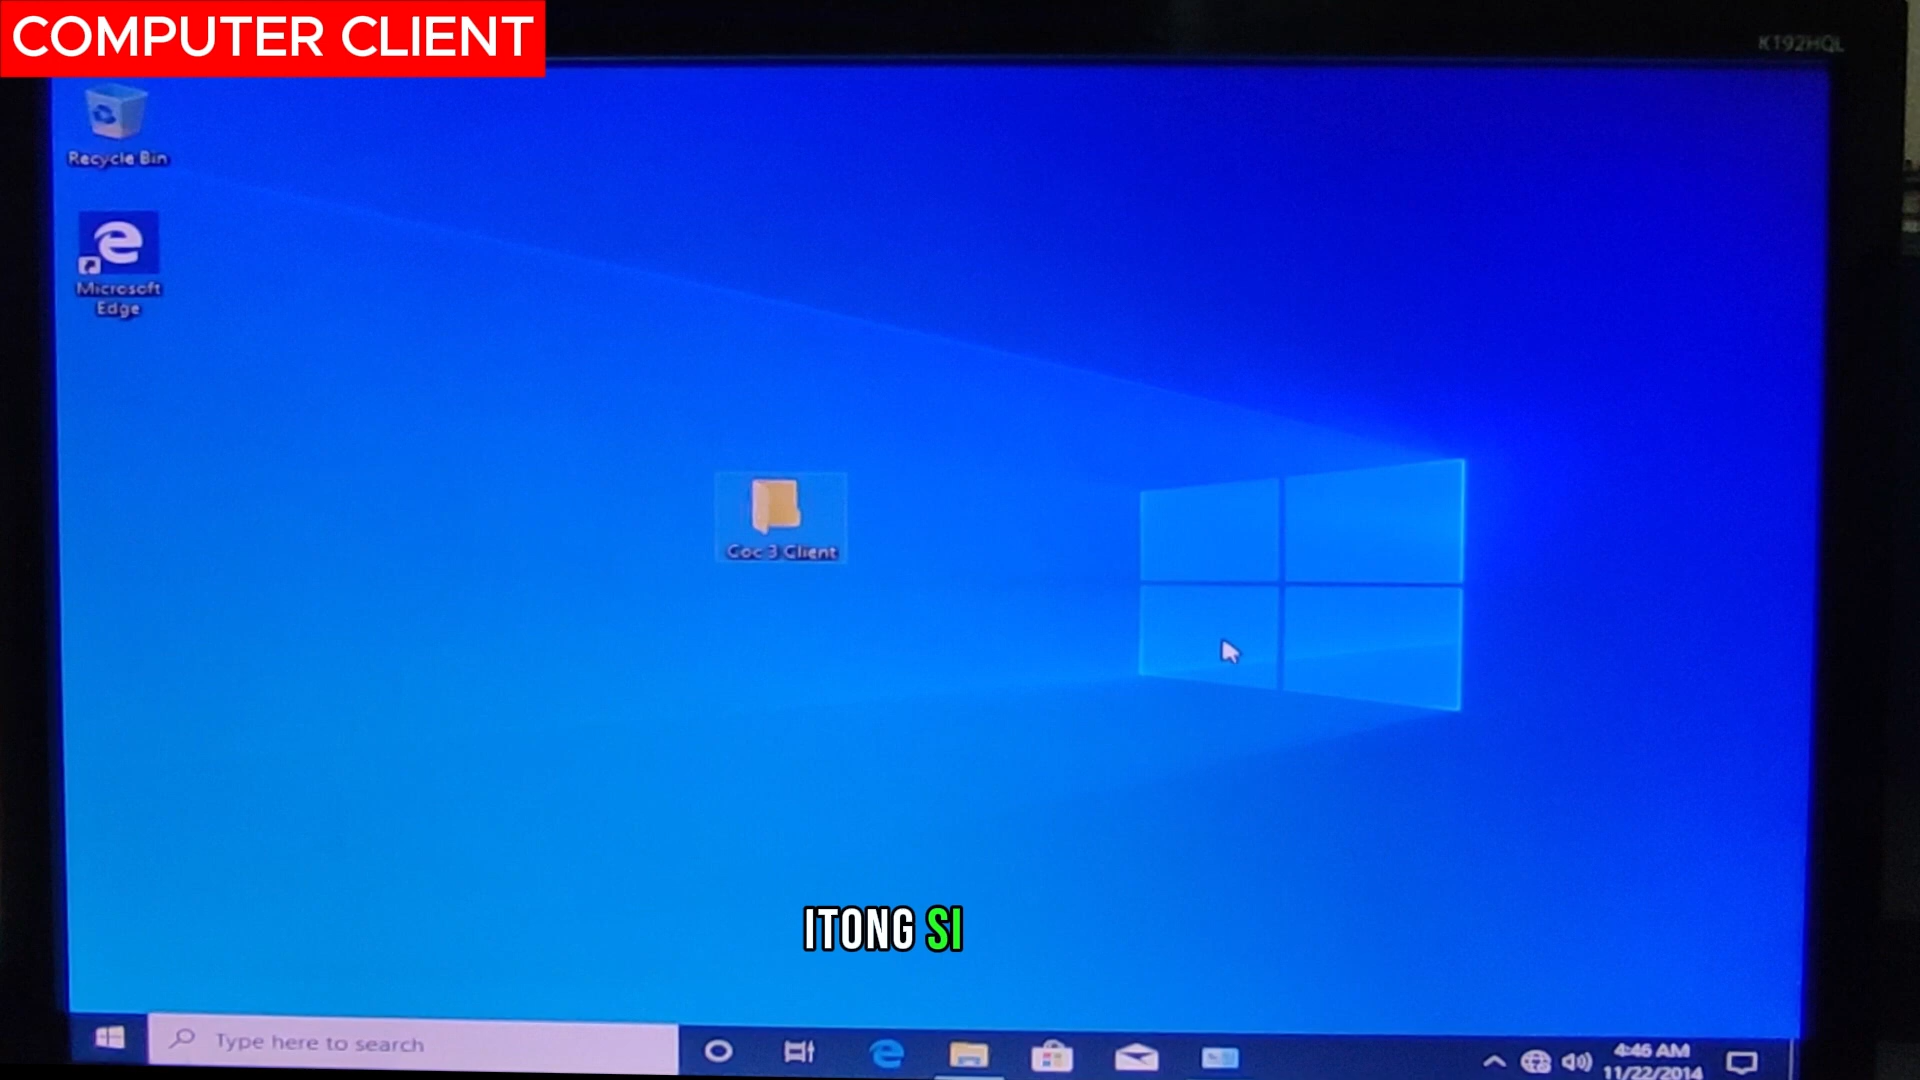 COMPUTER CLIENT
K192HQL
Recycle Bin
Microsoft
Edge
Coc 3 Client
ITONG SI
Type here to search
4:46 AM
11/22/2014